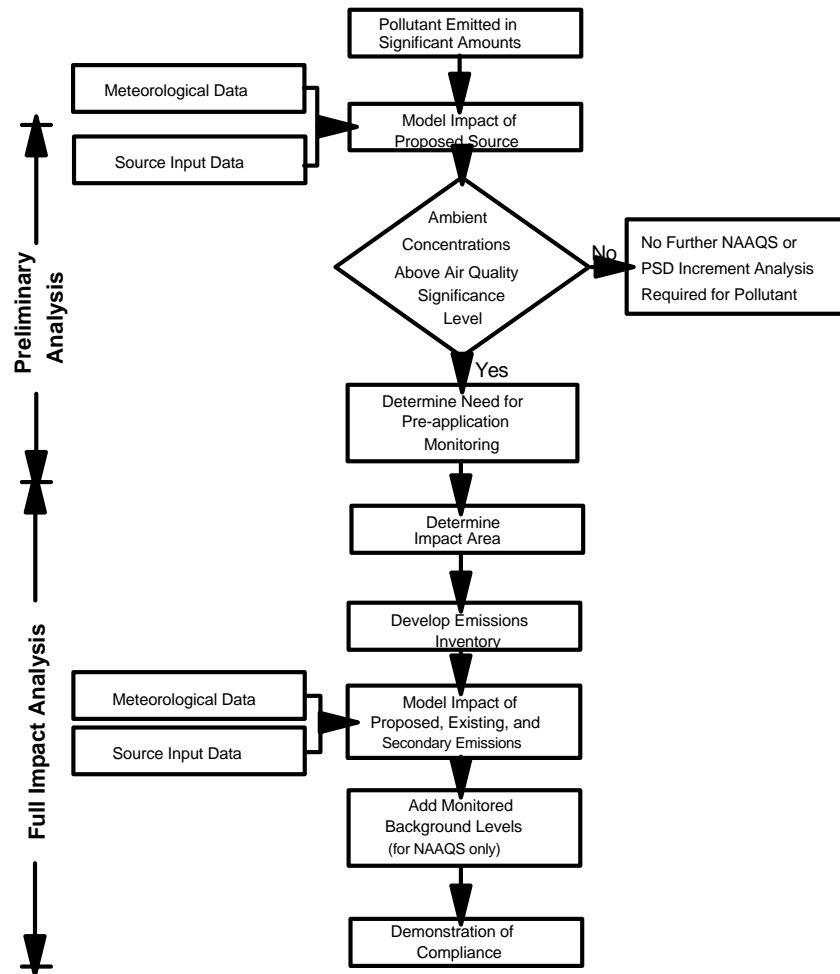 Pollutant Emitted in
Significant Amounts
Meteorological Data
Source Input Data
Model Impact of
Proposed Source
Preliminary
Analysis
Ambient
Concentrations
Above Air Quality
Significance
Level
No
No Further NAAQS or
PSD Increment Analysis
Required for Pollutant
Yes
Determine Need for
Pre-application
Monitoring
Full Impact Analysis
Determine
Impact Area
Develop Emissions
Inventory
Meteorological Data
Source Input Data
Model Impact of
Proposed, Existing, and
Secondary Emissions
Add Monitored
Background Levels
(for NAAQS only)
Demonstration of
Compliance